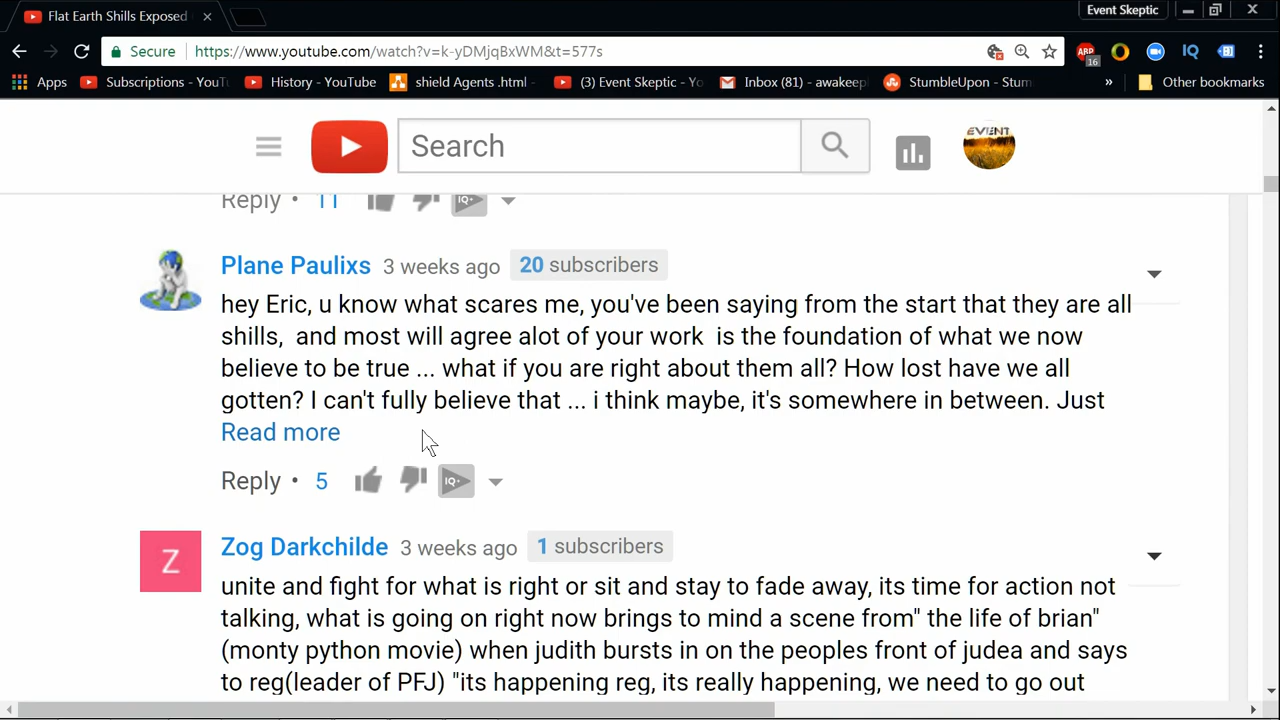 Flat Earth Shills Exposed
Event Skeptic
Secure https://www.youtube.com/watch?v=k-yDMjqBxWM&t=577s
ABP 16 IQ
Apps Subscriptions - YouTu History - YouTube shield Agents .html - (3) Event Skeptic - Yo Inbox (81) - awakeep StumbleUpon - Stum » Other bookmarks
Search
EVENT
Reply • 11 IQ+
Plane Paulixs 3 weeks ago 20 subscribers
hey Eric, u know what scares me, you've been saying from the start that they are all
shills, and most will agree alot of your work is the foundation of what we now
believe to be true ... what if you are right about them all? How lost have we all
gotten? I can't fully believe that ... i think maybe, it's somewhere in between. Just
Read more
Reply • 5 IQ+
Z
Zog Darkchilde 3 weeks ago 1 subscribers
unite and fight for what is right or sit and stay to fade away, its time for action not
talking, what is going on right now brings to mind a scene from" the life of brian"
(monty python movie) when judith bursts in on the peoples front of judea and says
to reg(leader of PFJ) "its happening reg, its really happening, we need to go out